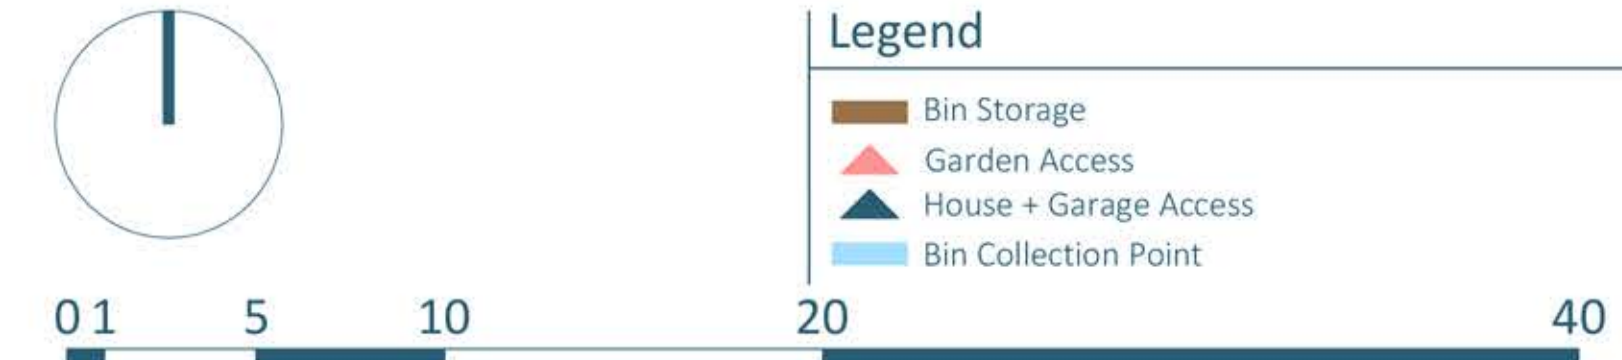 Legend
Bin Storage
Garden Access
House + Garage Access
Bin Collection Point
0 1 5 10 20 40